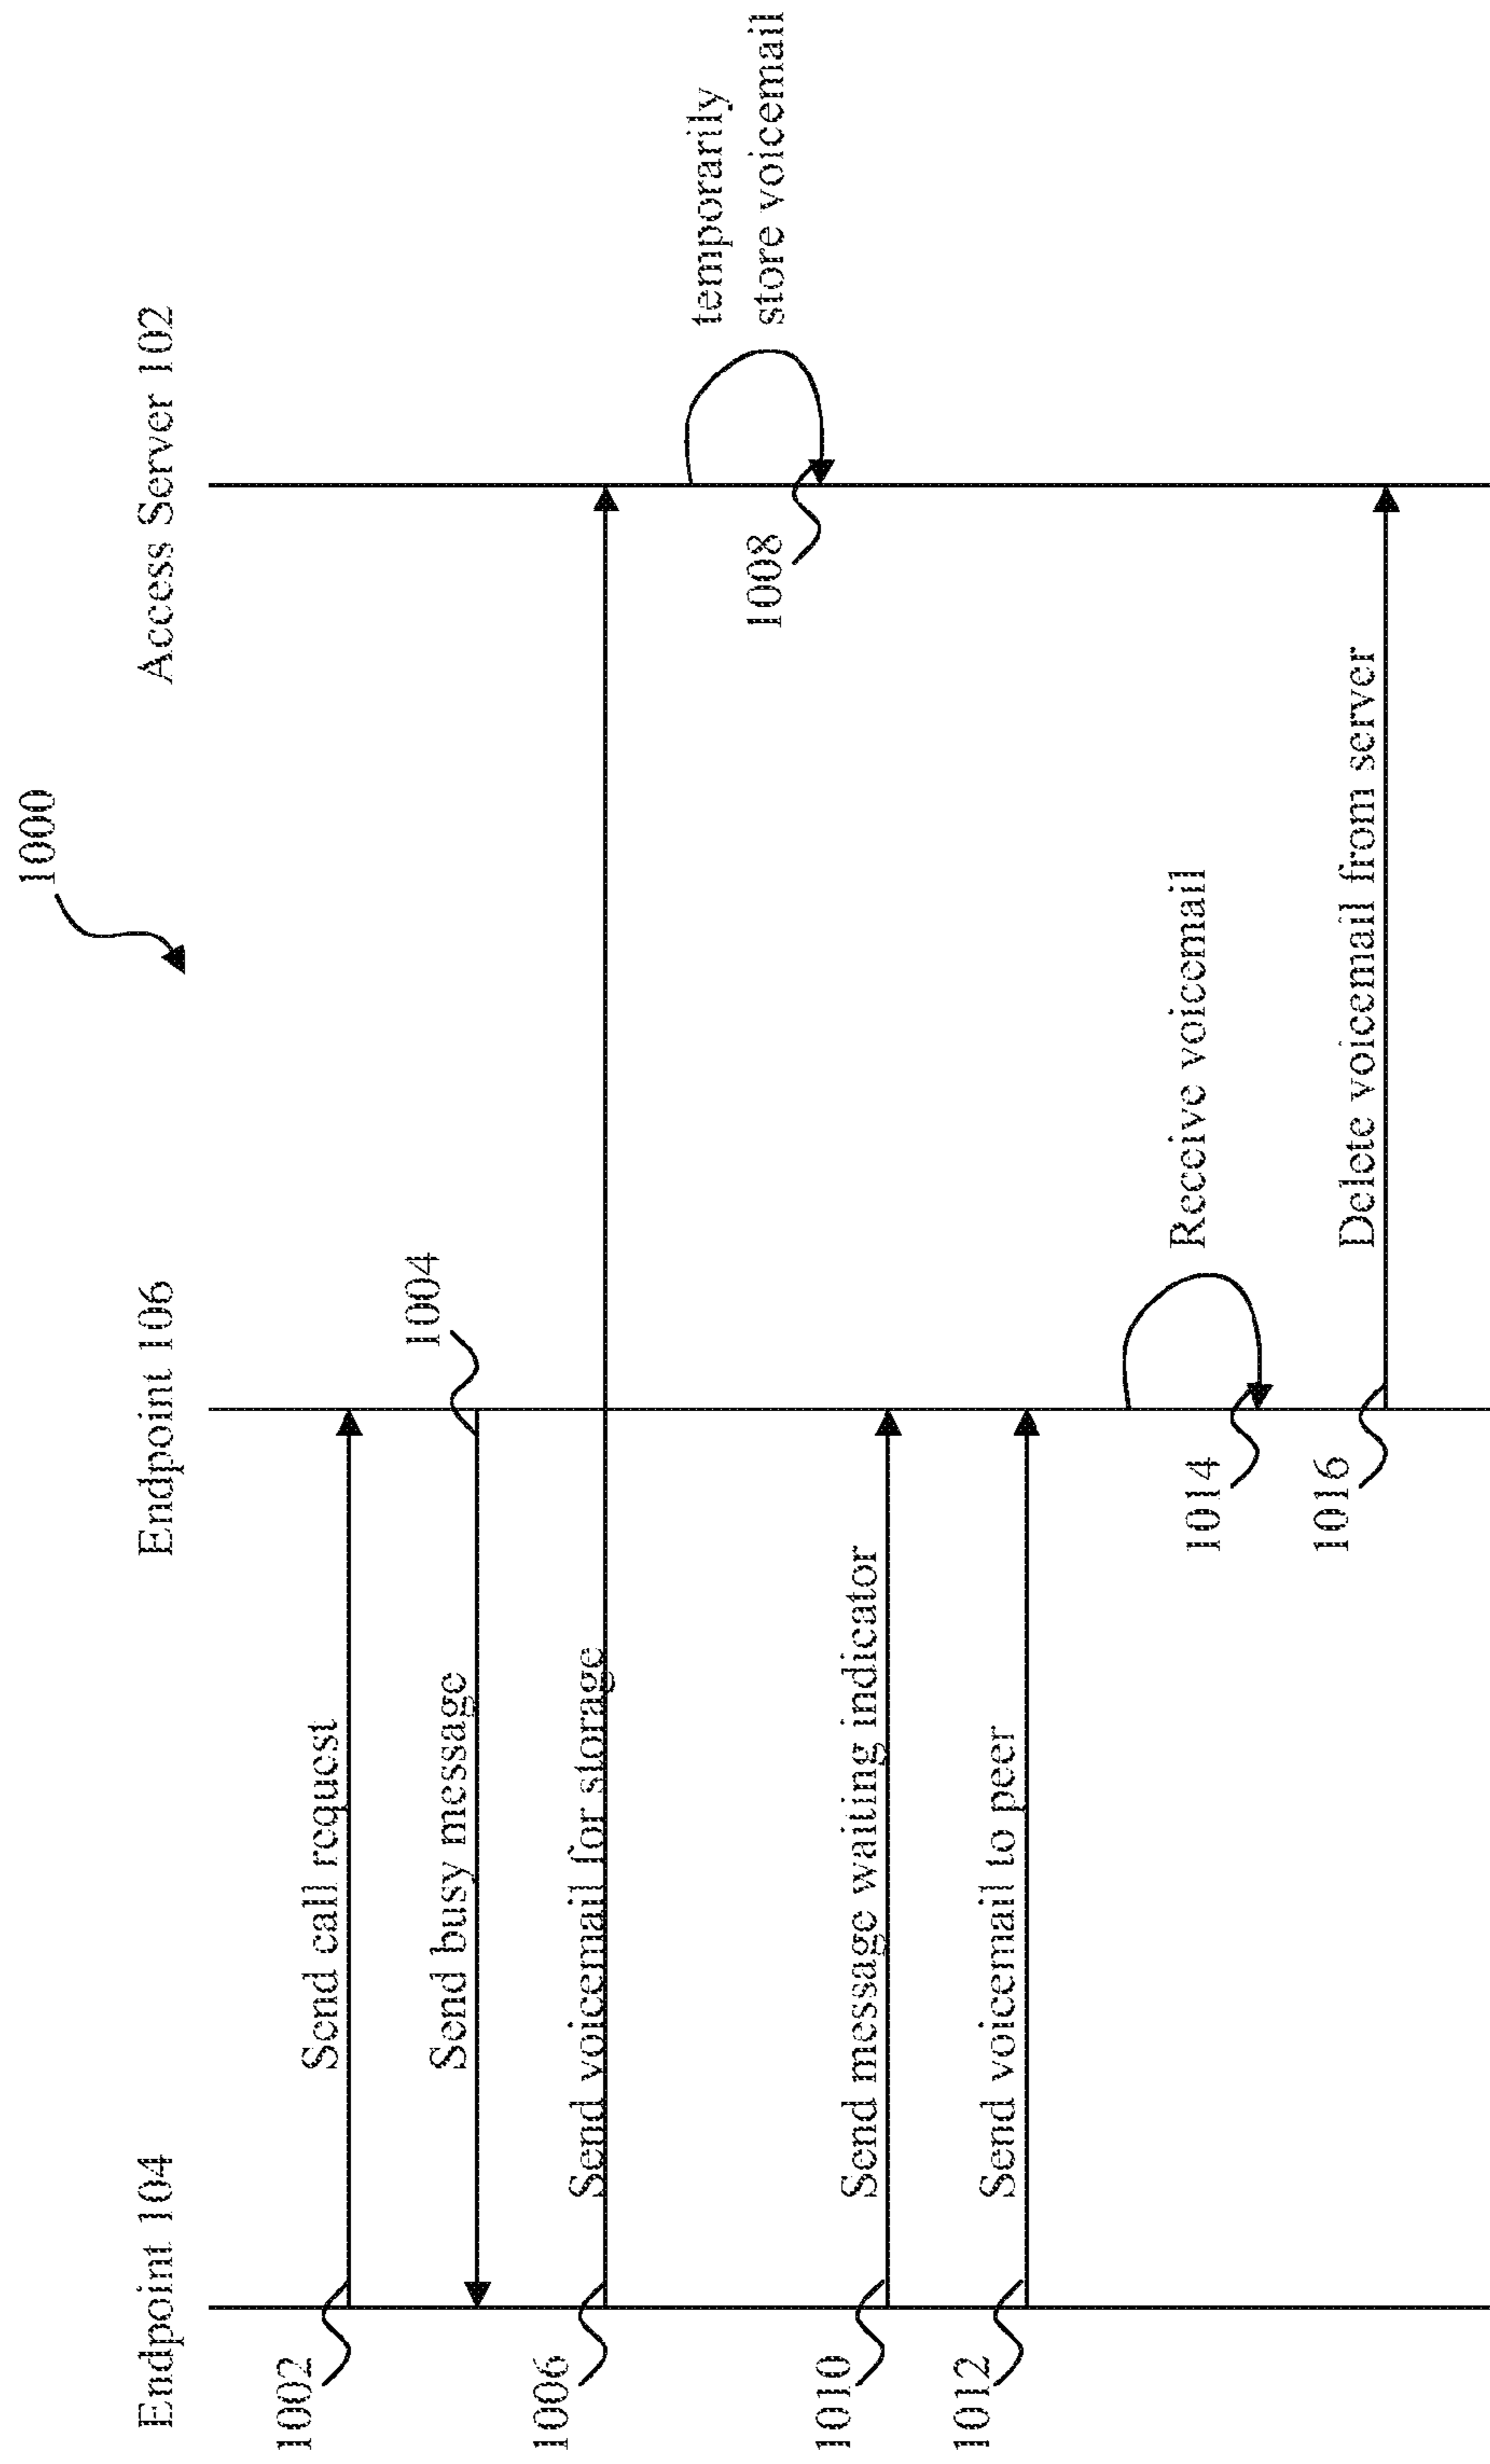 1000
Endpoint 104
Endpoint 106
Access Server 102
1002
Send call request
Send busy message
1004
1006
Send voicemail for storage
temporarily
store voicemail
1008
1010
Send message waiting indicator
1012
Send voicemail to peer
Receive voicemail
1014
Delete voicemail from server
1016